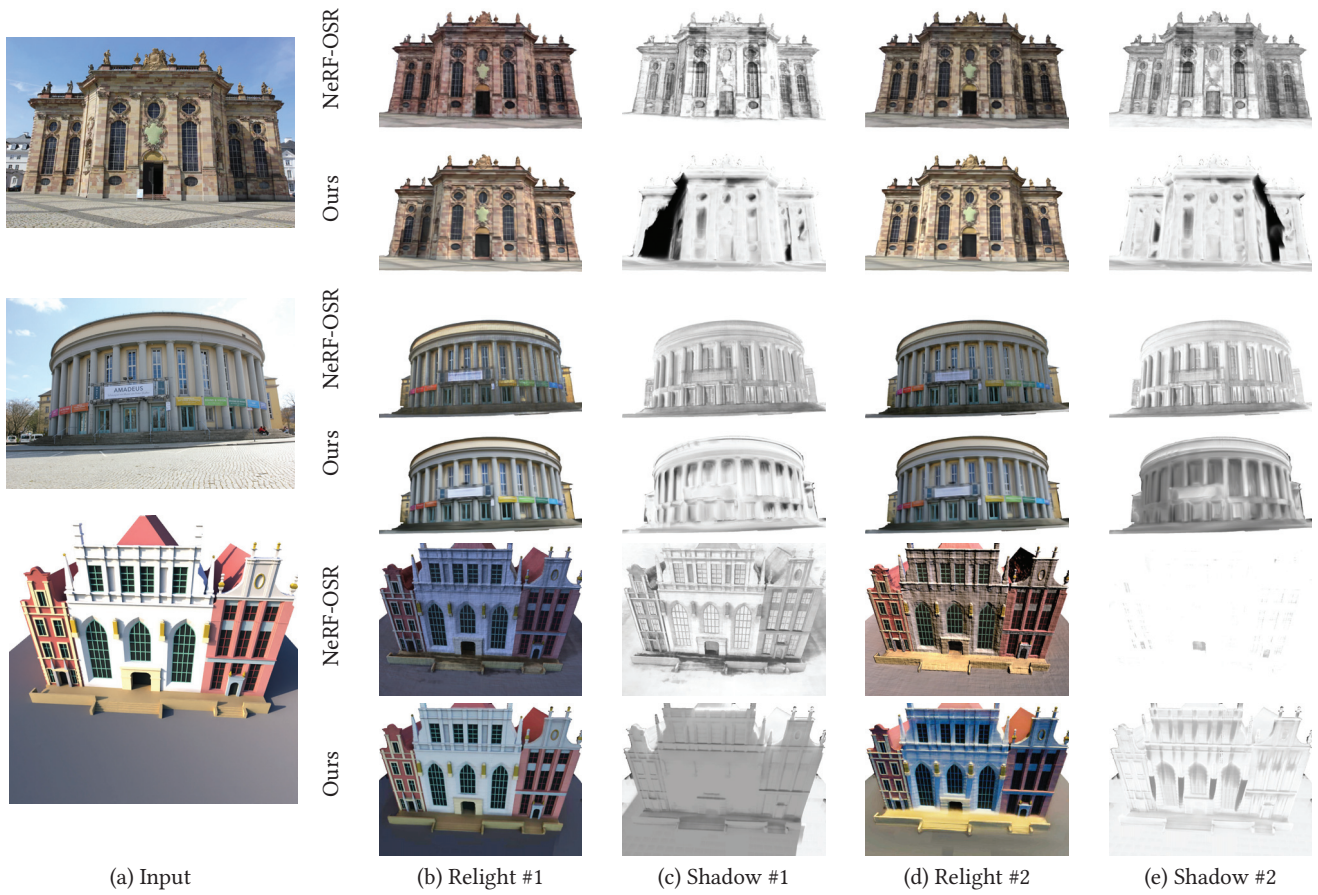 NeRF-OSR
Ours
NeRF-OSR
AMADEUS
Ours
NeRF-OSR
Ours
(a) Input
(b) Relight #1
(c) Shadow #1
(d) Relight #2
(e) Shadow #2